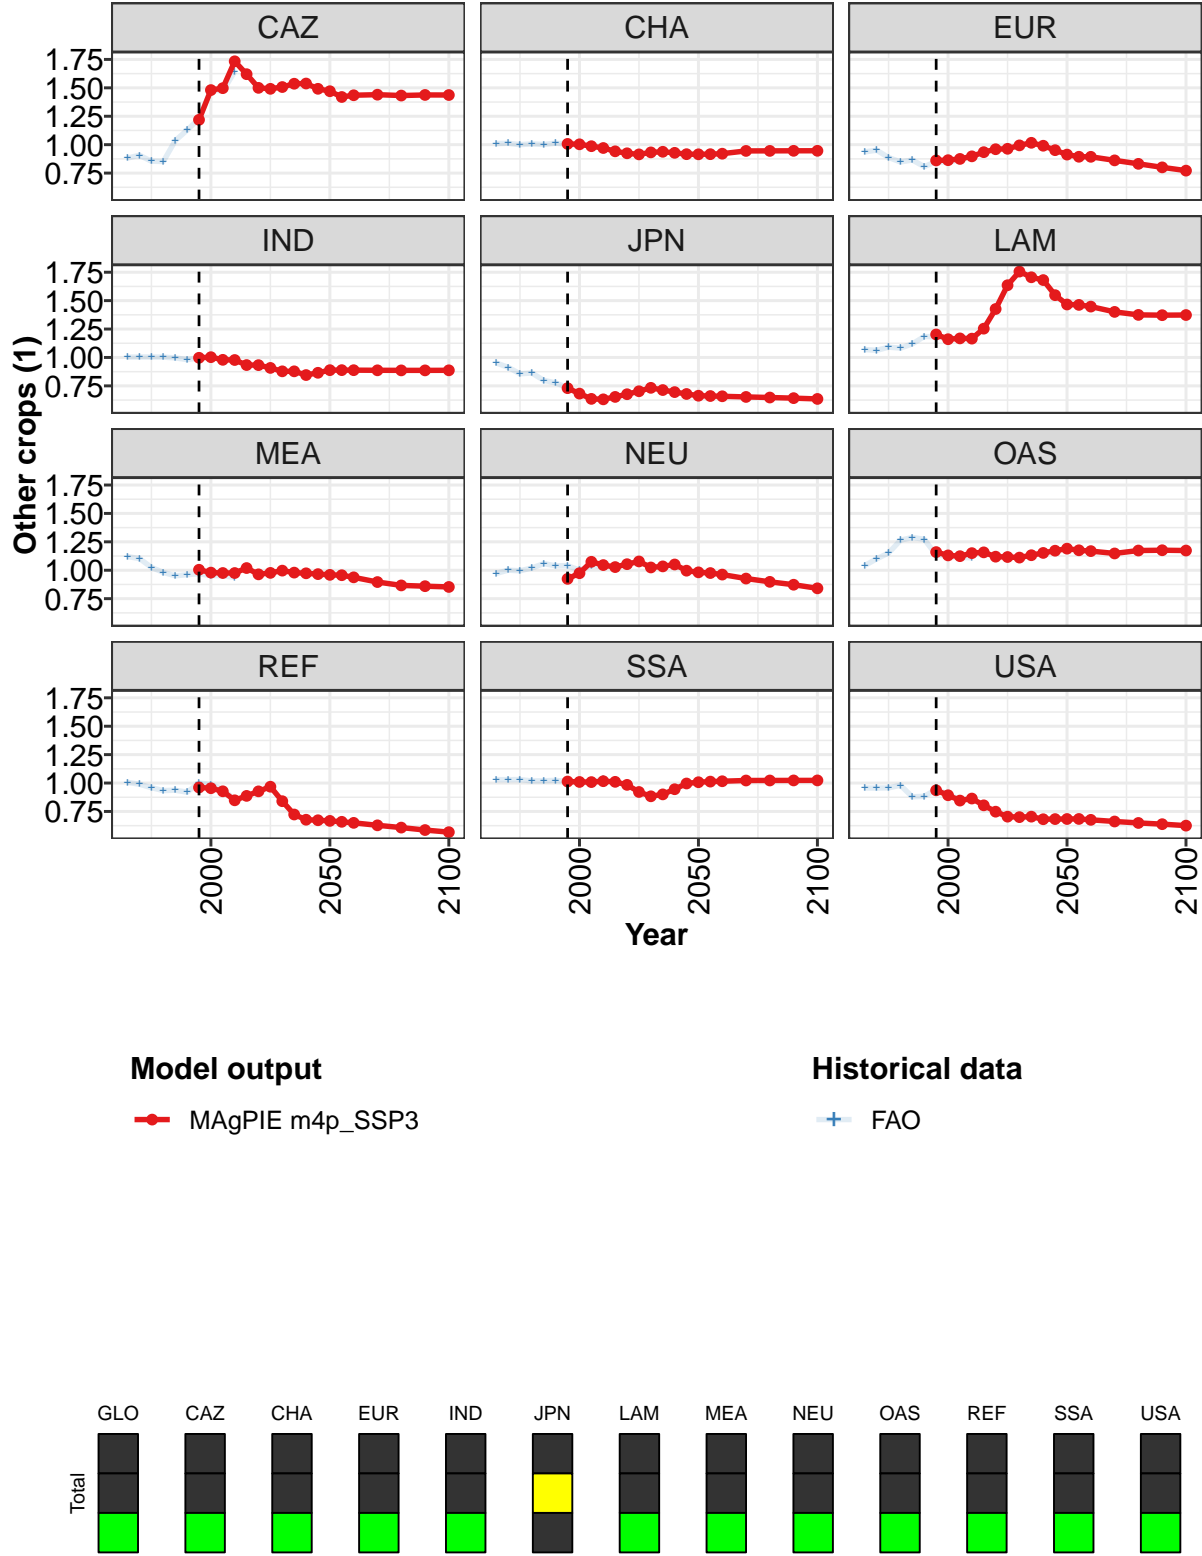 CAZ CHA EUR
1.75
1.50
1.25
1.00
0.75
IND JPN LAM
1.75
1.50
1.25
1.00
0.75
Other crops (1)
MEA NEU OAS
1.75
1.50
1.25
1.00
0.75
REF SSA USA
1.75
1.50
1.25
1.00
0.75
2000 2050 2100 2000 2050 2100 2000 2050 2100
Year
Model output Historical data
MAgPIE m4p_SSP3 FAO
GLO CAZ CHA EUR IND JPN LAM MEA NEU OAS REF SSA USA
Total